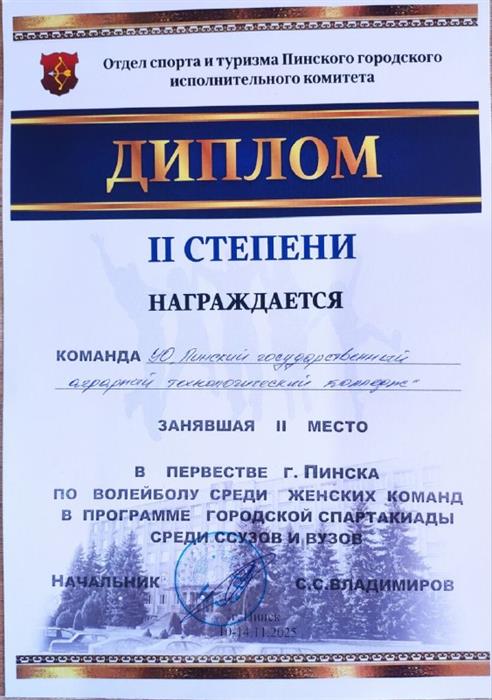 Отдел спорта и туризма Пинского городского
исполнительного комитета
ДИПЛОМ
II СТЕПЕНИ
НАГРАЖДАЕТСЯ
КОМАНДА УО Пинский государственный
аграрный технологический колледж"
ЗАНЯВШАЯ II МЕСТО
В ПЕРВЕСТВЕ Г. ПИНСКА
ПО ВОЛЕЙБОЛУ СРЕДИ ЖЕНСКИХ КОМАНД
В ПРОГРАММЕ ГОРОДСКОЙ СПАРТАКИАДЫ
СРЕДИ ССУЗОВ И ВУЗОВ
НАЧАЛЬНИК С.С.ВЛАДИМИРОВ
г. Пинск
10-14.11.2025